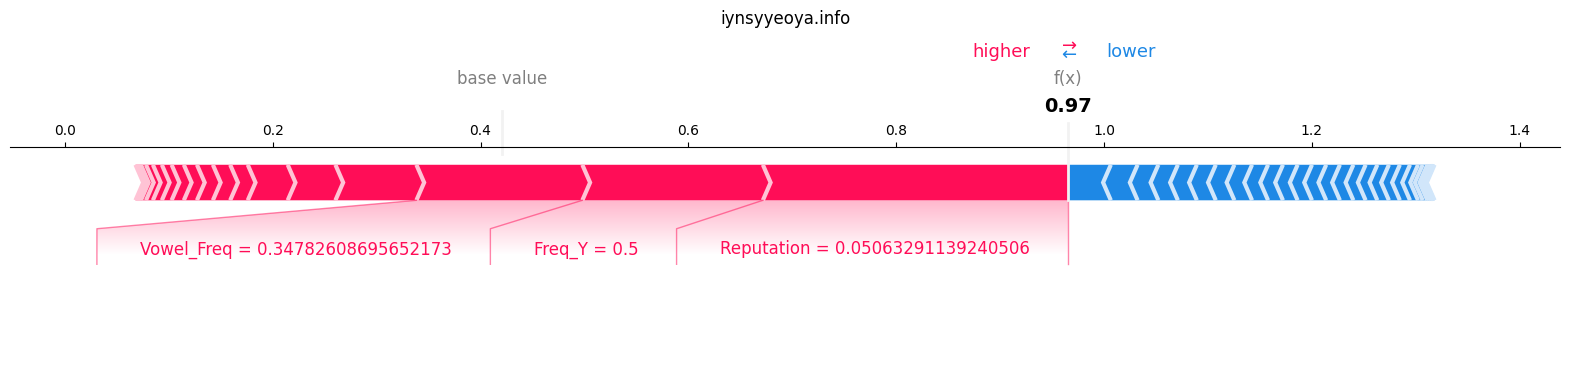 iynsyyeoya.info
higher → ← lower
base value f(x)
0.97
0.0 0.2 0.4 0.6 0.8 1.0 1.2 1.4
Vowel_Freq = 0.34782608695652173 Freq_Y = 0.5 Reputation = 0.05063291139240506